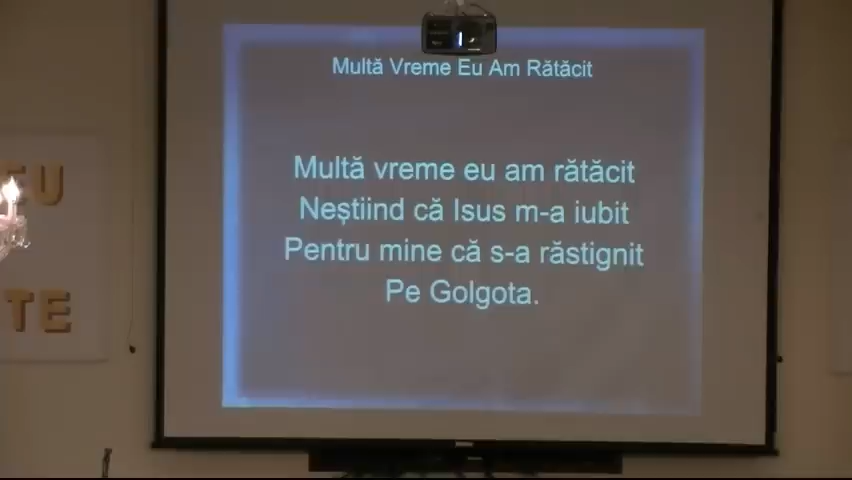 Multă Vreme Eu Am Rătăcit
Multă vreme eu am rătăcit
Neștiind că Isus m-a iubit
Pentru mine că s-a răstignit
Pe Golgota.
EU
TE